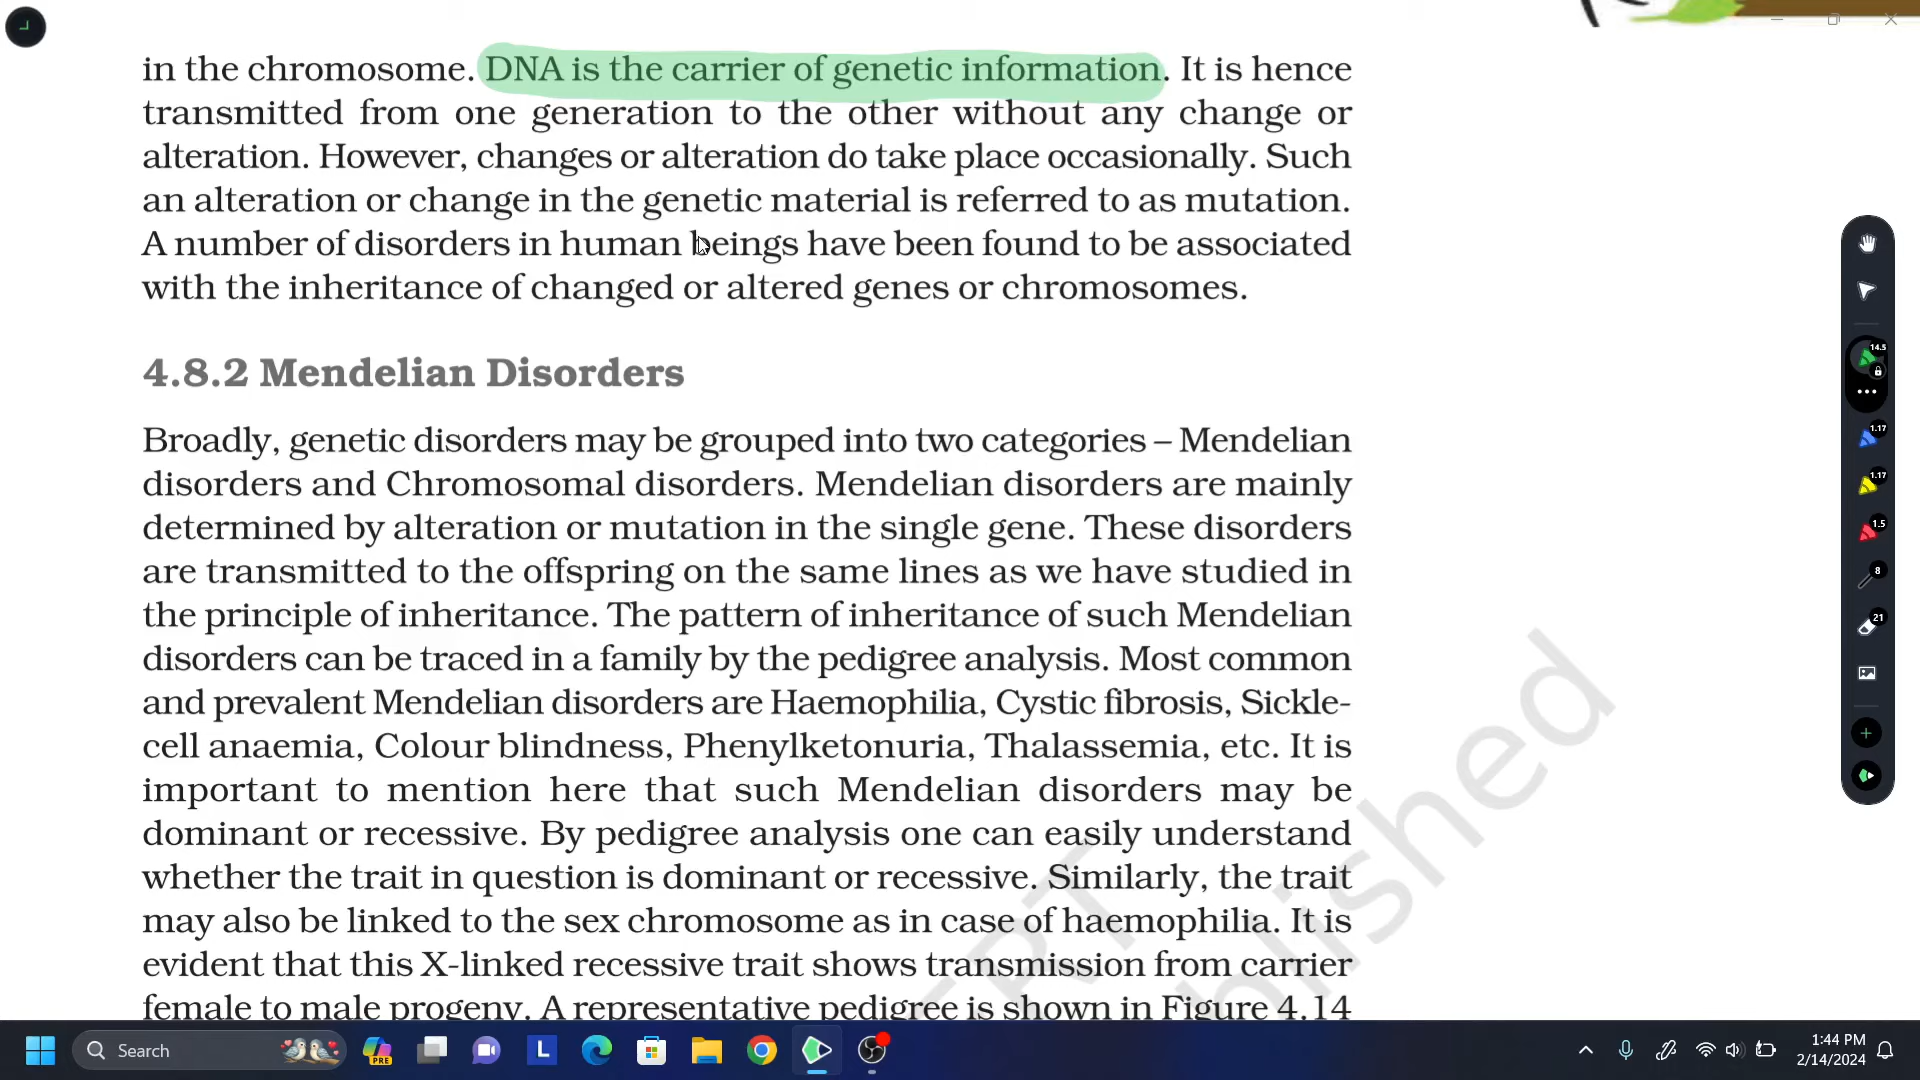 in the chromosome. DNA is the carrier of genetic information. It is hence
transmitted from one generation to the other without any change or
alteration. However, changes or alteration do take place occasionally. Such
an alteration or change in the genetic material is referred to as mutation.
A number of disorders in human beings have been found to be associated
with the inheritance of changed or altered genes or chromosomes.
4.8.2 Mendelian Disorders
Broadly, genetic disorders may be grouped into two categories – Mendelian
disorders and Chromosomal disorders. Mendelian disorders are mainly
determined by alteration or mutation in the single gene. These disorders
are transmitted to the offspring on the same lines as we have studied in
the principle of inheritance. The pattern of inheritance of such Mendelian
disorders can be traced in a family by the pedigree analysis. Most common
and prevalent Mendelian disorders are Haemophilia, Cystic fibrosis, Sickle-
cell anaemia, Colour blindness, Phenylketonuria, Thalassemia, etc. It is
important to mention here that such Mendelian disorders may be
dominant or recessive. By pedigree analysis one can easily understand
whether the trait in question is dominant or recessive. Similarly, the trait
may also be linked to the sex chromosome as in case of haemophilia. It is
evident that this X-linked recessive trait shows transmission from carrier
female to male progeny. A representative pedigree is shown in Figure 4.14
14.5
1.17
1.17
1.5
8
21
Search
PRE
L
1:44 PM
2/14/2024